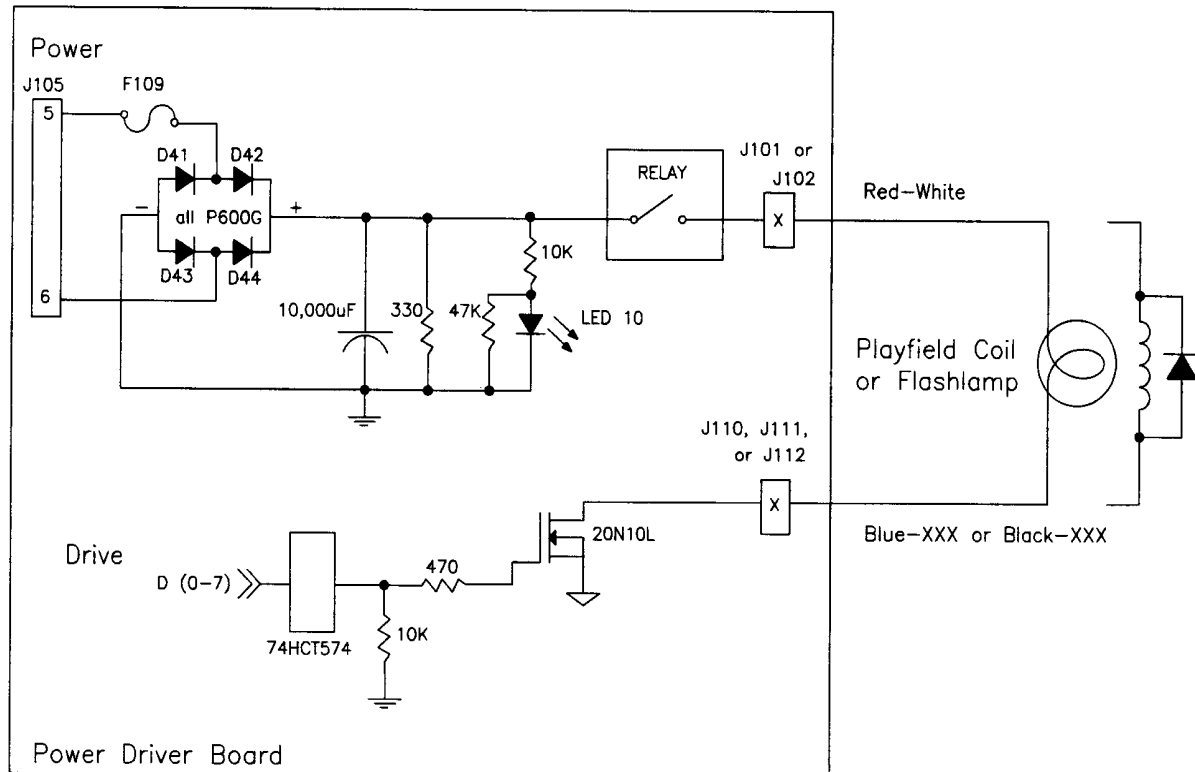 Power
J105
F109
5
D41
D42
J101 or
J102
RELAY
Red-White
-
all P600G
+
10K
D43
D44
6
10,000uF
330
47K
LED 10
Playfield Coil
or Flashlamp
J110, J111,
or J112
X
X
20N10L
Blue-XXX or Black-XXX
Drive
D (0-7)
470
74HCT574
10K
Power Driver Board